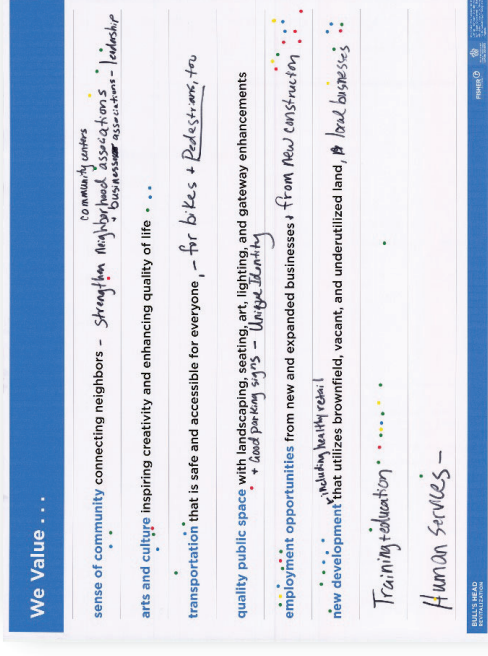 We Value . . .
community centers
sense of community connecting neighbors - Strengthen neighborhood associations
+ business associations - leadership
arts and culture inspiring creativity and enhancing quality of life
transportation that is safe and accessible for everyone, - for bikes + Pedestrians, too
quality public space with landscaping, seating, art, lighting, and gateway enhancements
+ Good parking signs - Unique Identity
employment opportunities from new and expanded businesses + from new construction
including healthy retail
new development that utilizes brownfield, vacant, and underutilized land, local businesses
Training + education
Human Services -
BULL'S HEAD
REVITALIZATION
FISHER